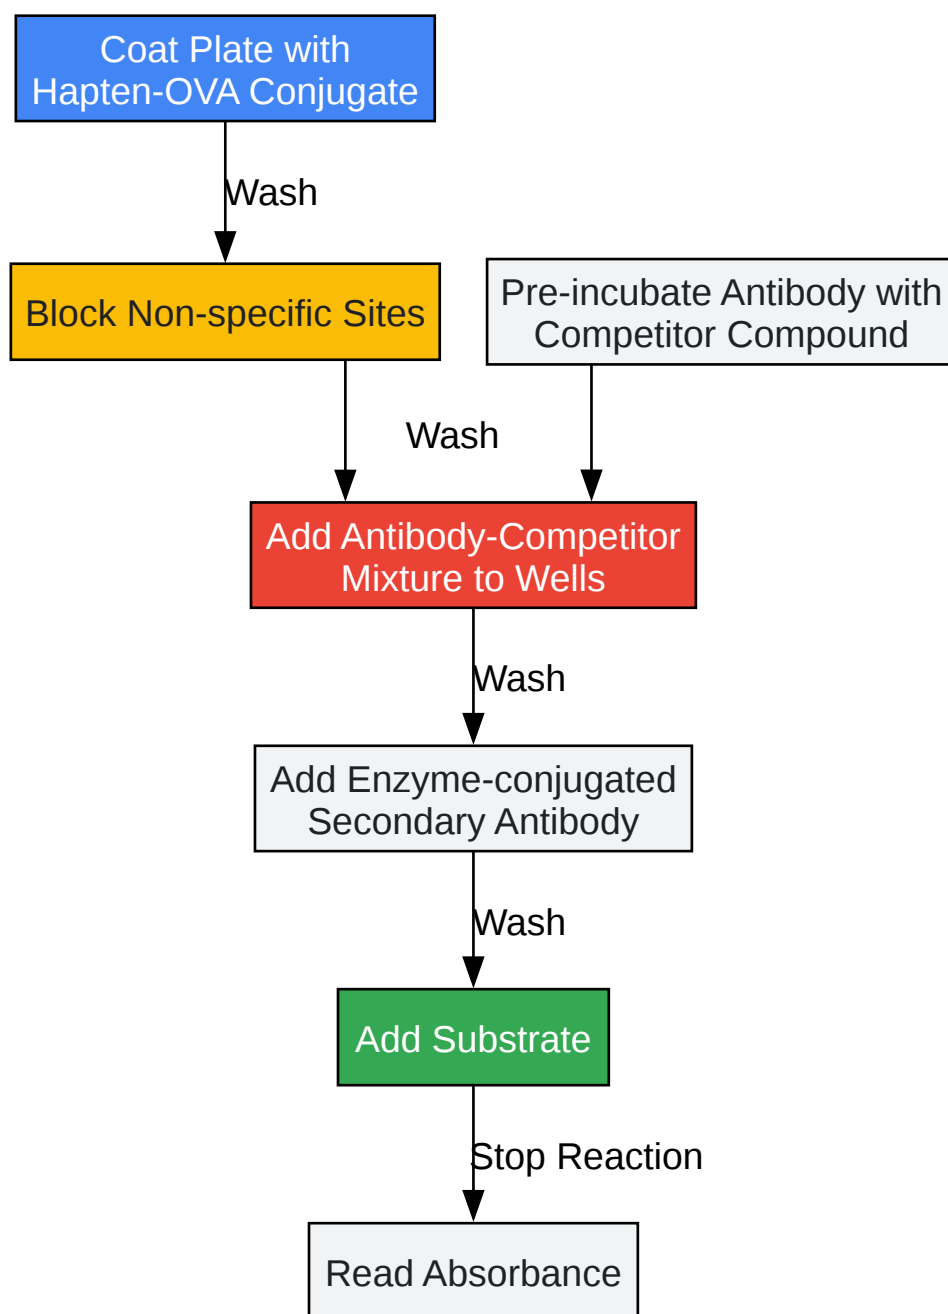 Coat Plate with
Hapten-OVA Conjugate
Wash
Block Non-specific Sites
Pre-incubate Antibody with
Competitor Compound
Wash
Add Antibody-Competitor
Mixture to Wells
Wash
Add Enzyme-conjugated
Secondary Antibody
Wash
Add Substrate
Stop Reaction
Read Absorbance